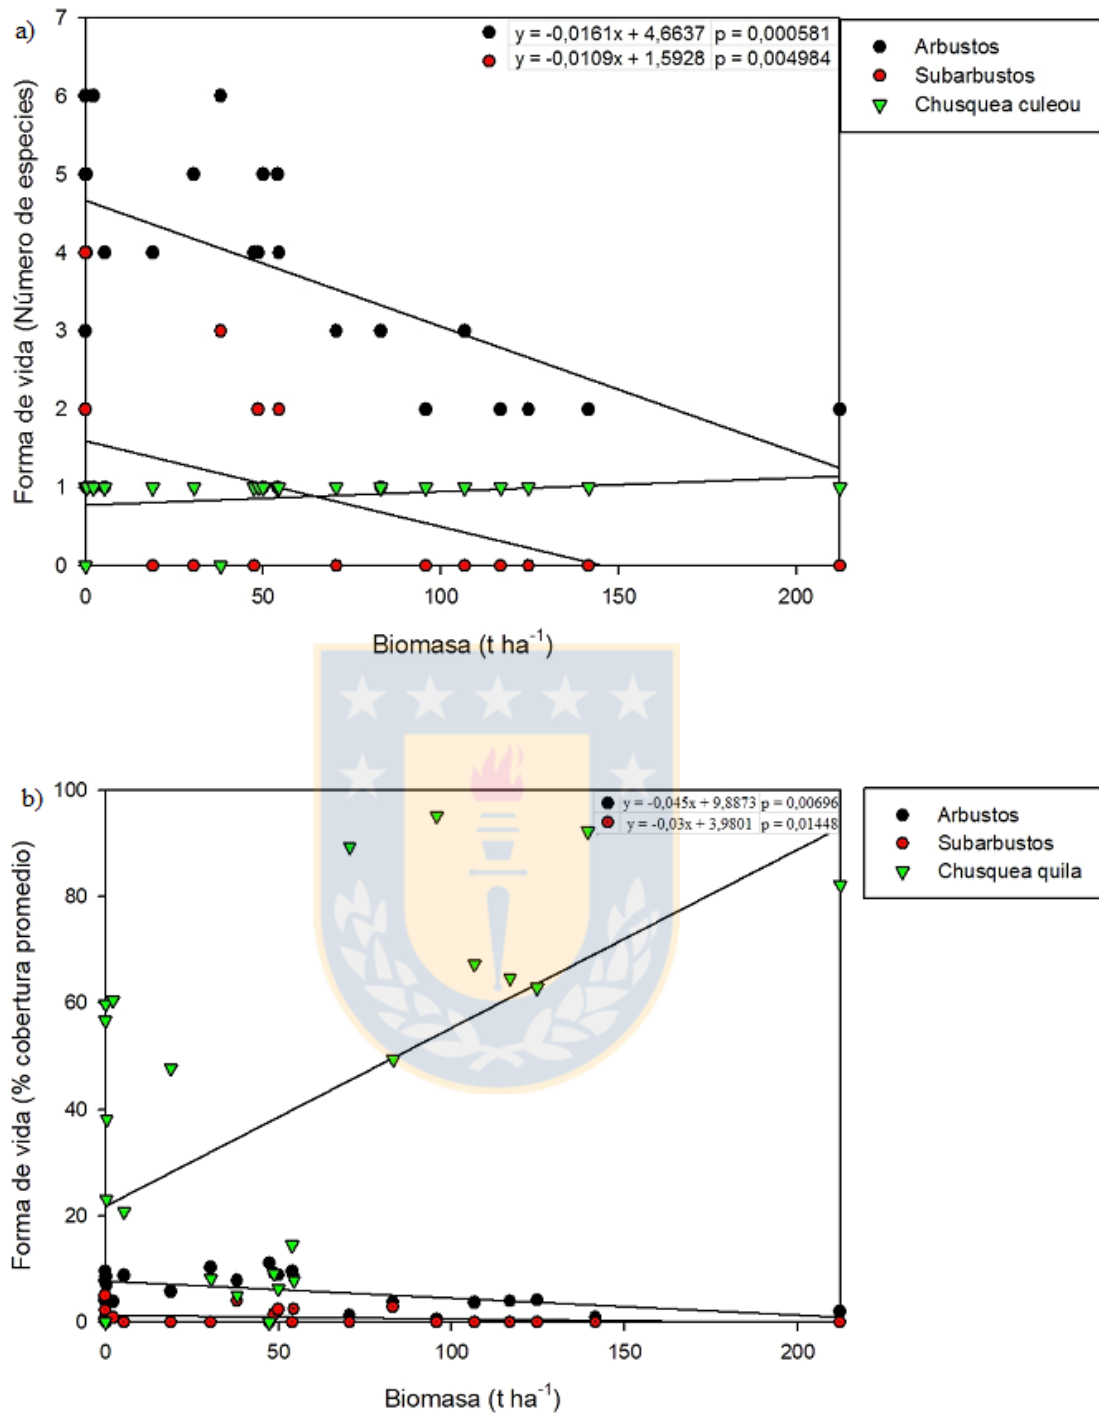 a)
7
6
5
4
3
2
1
0
Forma de vida (Número de especies)
y = -0,0161x + 4,6637 p = 0,000581
y = -0,0109x + 1,5928 p = 0,004984
Arbustos
Subarbustos
Chusquea culeou
0 50 100 150 200
Biomasa (t ha⁻¹)
b)
100
80
60
40
20
0
Forma de vida (% cobertura promedio)
y = -0,045x + 9,8873 p = 0,00696
y = -0,03x + 3,9801 p = 0,01448
Arbustos
Subarbustos
Chusquea quila
0 50 100 150 200
Biomasa (t ha⁻¹)